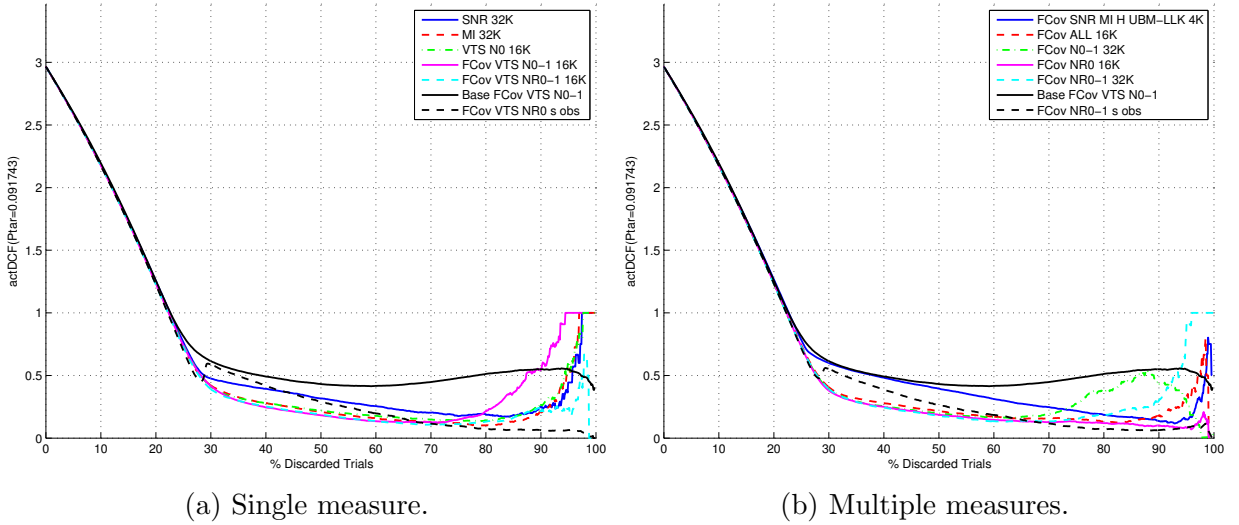 SNR 32K
MI 32K
VTS N0 16K
FCov VTS N0−1 16K
FCov VTS NR0−1 16K
Base FCov VTS N0−1
FCov VTS NR0 s obs
3
2.5
2
1.5
1
0.5
0
actDCF(Ptar=0.091743)
0 10 20 30 40 50 60 70 80 90 100
% Discarded Trials
(a) Single measure.
FCov SNR MI H UBM−LLK 4K
FCov ALL 16K
FCov N0−1 32K
FCov NR0 16K
FCov NR0−1 32K
Base FCov VTS N0−1
FCov NR0−1 s obs
3
2.5
2
1.5
1
0.5
0
actDCF(Ptar=0.091743)
0 10 20 30 40 50 60 70 80 90 100
% Discarded Trials
(b) Multiple measures.